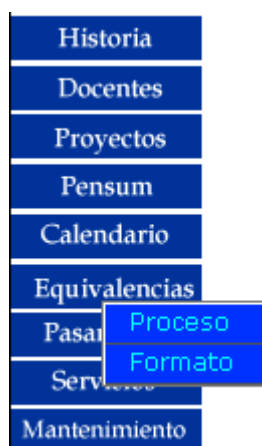 Historia
Docentes
Proyectos
Pensum
Calendario
Equivalencias
Proceso
Formato
Mantenimiento